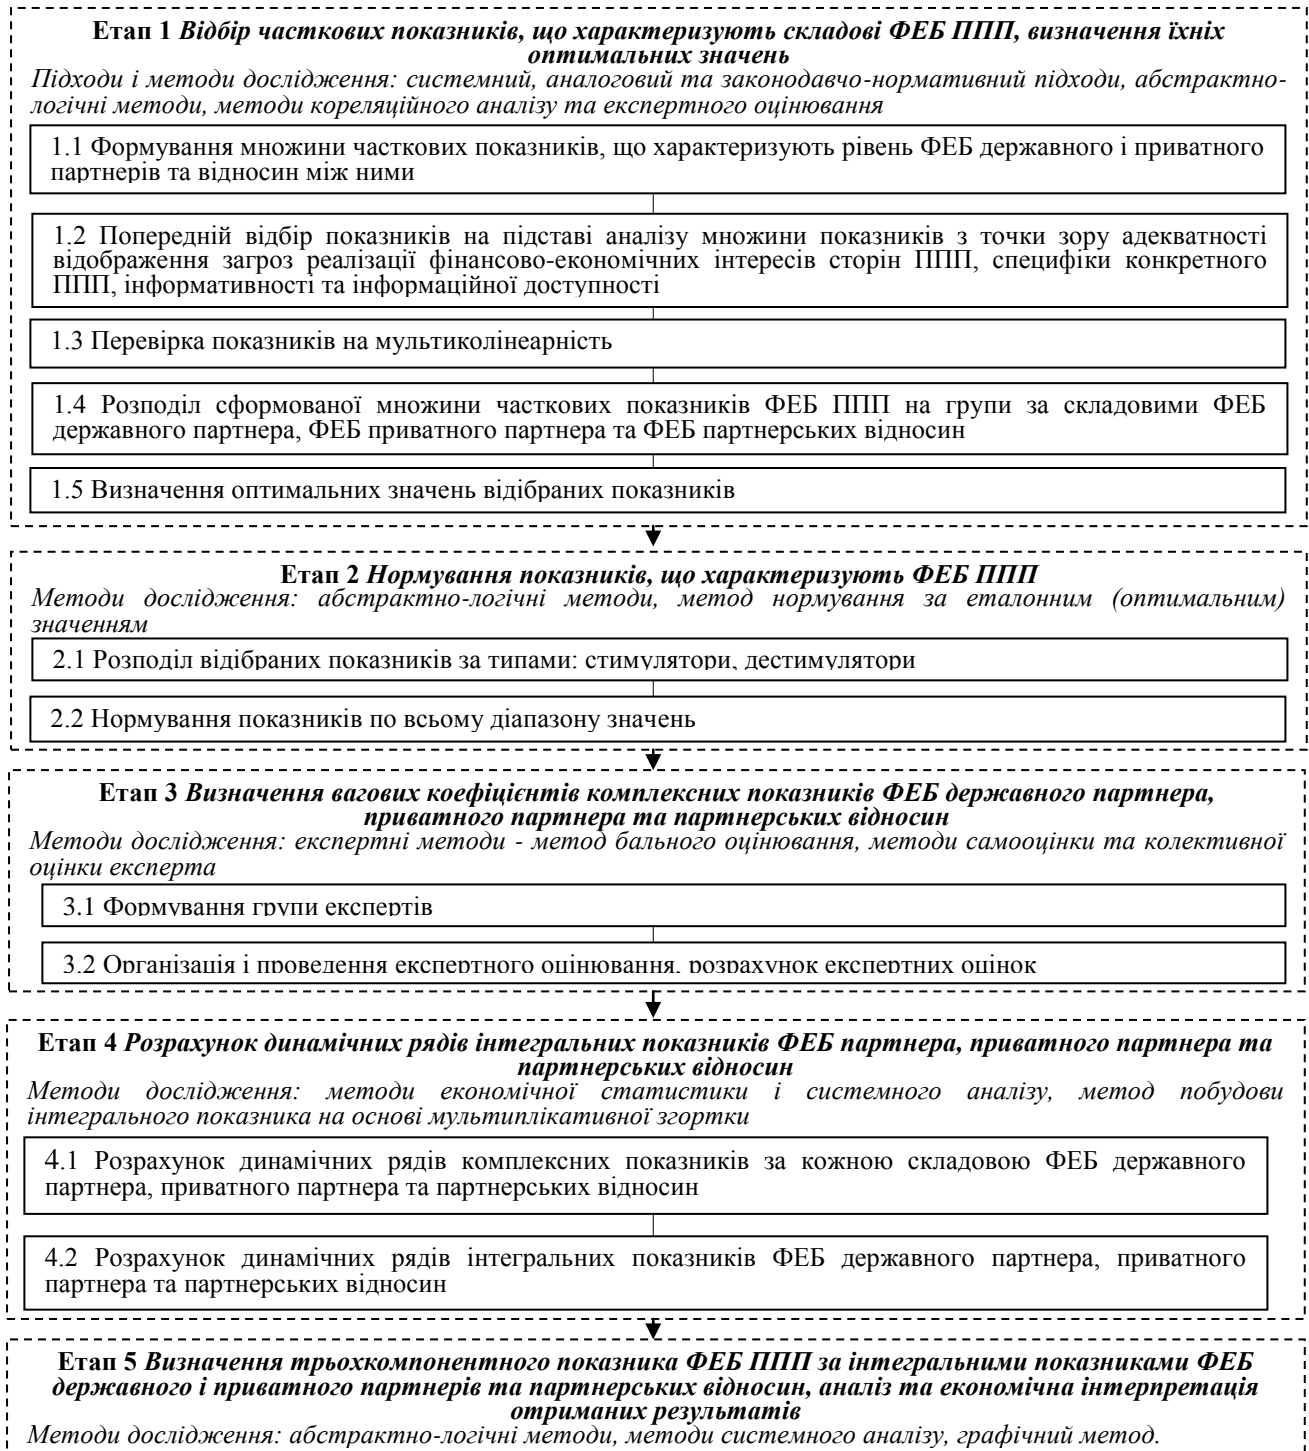 Етап 1 Відбір часткових показників, що характеризують складові ФЕБ ППП, визначення їхніх
оптимальних значень
Підходи і методи дослідження: системний, аналоговий та законодавчо-нормативний підходи, абстрактно-
логічні методи, методи кореляційного аналізу та експертного оцінювання
1.1 Формування множини часткових показників, що характеризують рівень ФЕБ державного і приватного
партнерів та відносин між ними
1.2 Попередній відбір показників на підставі аналізу множини показників з точки зору адекватності
відображення загроз реалізації фінансово-економічних інтересів сторін ППП, специфіки конкретного
ППП, інформативності та інформаційної доступності
1.3 Перевірка показників на мультиколінеарність
1.4 Розподіл сформованої множини часткових показників ФЕБ ППП на групи за складовими ФЕБ
державного партнера, ФЕБ приватного партнера та ФЕБ партнерських відносин
1.5 Визначення оптимальних значень відібраних показників
Етап 2 Нормування показників, що характеризують ФЕБ ППП
Методи дослідження: абстрактно-логічні методи, метод нормування за еталонним (оптимальним)
значенням
2.1 Розподіл відібраних показників за типами: стимулятори, дестимулятори
2.2 Нормування показників по всьому діапазону значень
Етап 3 Визначення вагових коефіцієнтів комплексних показників ФЕБ державного партнера,
приватного партнера та партнерських відносин
Методи дослідження: експертні методи - метод бального оцінювання, методи самооцінки та колективної
оцінки експерта
3.1 Формування групи експертів
3.2 Організація і проведення експертного оцінювання, розрахунок експертних оцінок
Етап 4 Розрахунок динамічних рядів інтегральних показників ФЕБ партнера, приватного партнера та
партнерських відносин
Методи дослідження: методи економічної статистики і системного аналізу, метод побудови
інтегрального показника на основі мультиплікативної згортки
4.1 Розрахунок динамічних рядів комплексних показників за кожною складовою ФЕБ державного
партнера, приватного партнера та партнерських відносин
4.2 Розрахунок динамічних рядів інтегральних показників ФЕБ державного партнера, приватного
партнера та партнерських відносин
Етап 5 Визначення трьохкомпонентного показника ФЕБ ППП за інтегральними показниками ФЕБ
державного і приватного партнерів та партнерських відносин, аналіз та економічна інтерпретація
отриманих результатів
Методи дослідження: абстрактно-логічні методи, методи системного аналізу, графічний метод.